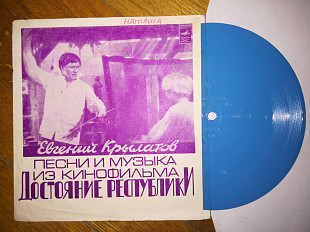 НАТАША
Евгений Крылатов
ПЕСНИ И МУЗЫКА
ИЗ КИНОФИЛЬМА
ДОСТОЯНИЕ РЕСПУБЛИКИ